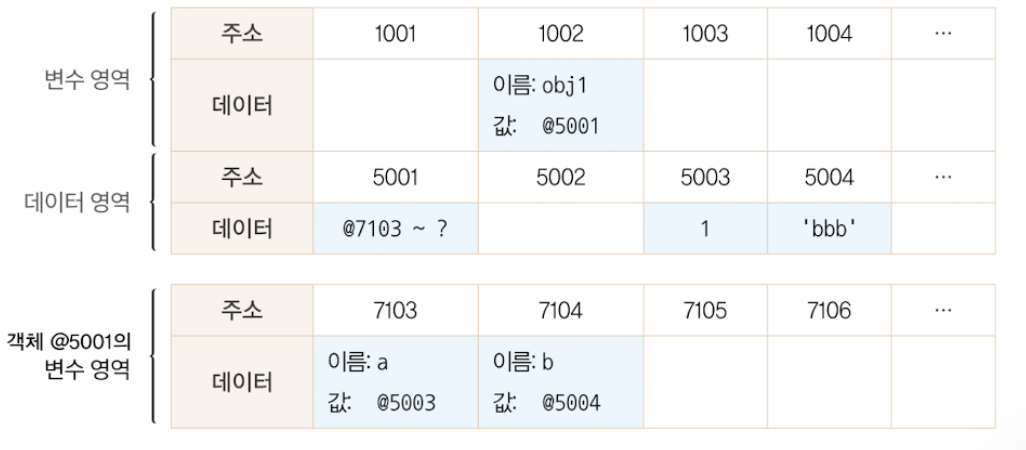 변수 영역
주소 1001 1002 1003 1004 ...
데이터
이름: obj1
값: @5001
데이터 영역
주소 5001 5002 5003 5004 ...
데이터 @7103 ~ ? 1 'bbb'
객체 @5001의
변수 영역
주소 7103 7104 7105 7106 ...
데이터
이름: a 이름: b
값: @5003 값: @5004